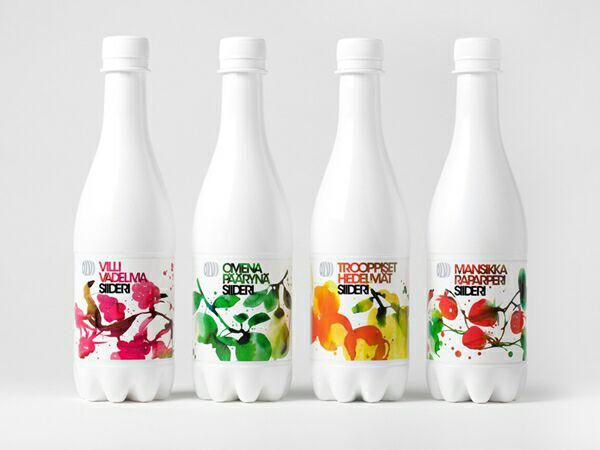 VILLI
VADELMA
SIIDERI
OMENA
PÄÄRYNÄ
SIIDERI
TROOPPISET
HEDELMÄT
SIIDERI
MANSIKKA
RAPARPERI
SIIDERI